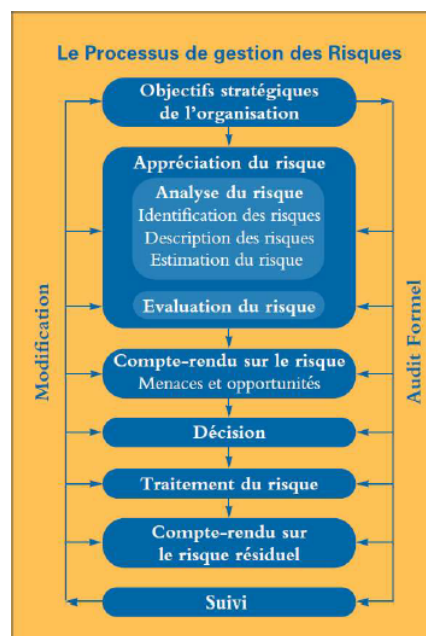 Le Processus de gestion des Risques
Objectifs stratégiques
de l'organisation
Appréciation du risque
Analyse du risque
Identification des risques
Description des risques
Estimation du risque
Evaluation du risque
Compte-rendu sur le risque
Menaces et opportunités
Décision
Traitement du risque
Compte-rendu sur
le risque résiduel
Suivi
Modification
Audit Formel